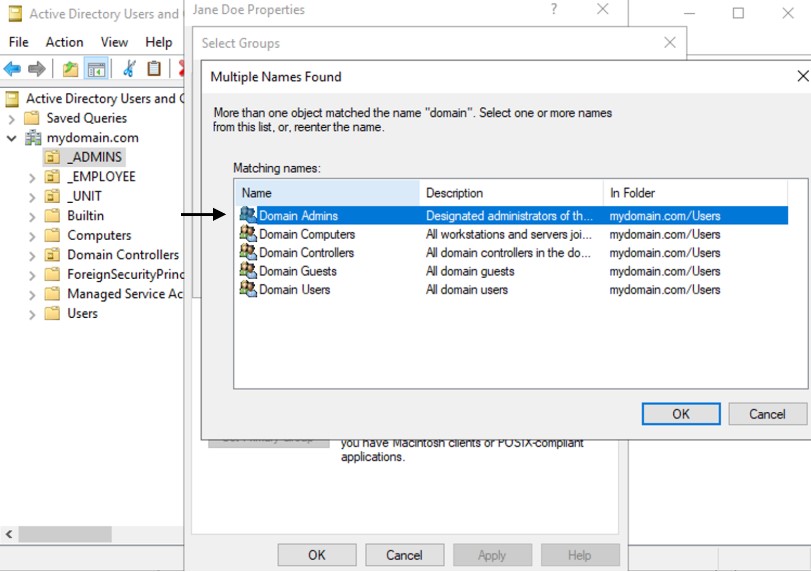 Active Directory Users and
Jane Doe Properties
?
File Action View Help
Select Groups
Multiple Names Found
More than one object matched the name "domain". Select one or more names
from this list, or, reenter the name.
Matching names:
Name Description In Folder
Domain Admins Designated administrators of th... mydomain.com/Users
Domain Computers All workstations and servers joi... mydomain.com/Users
Domain Controllers All domain controllers in the do... mydomain.com/Users
Domain Guests All domain guests mydomain.com/Users
Domain Users All domain users mydomain.com/Users
OK Cancel
Active Directory Users and C
Saved Queries
mydomain.com
_ADMINS
_EMPLOYEE
_UNIT
Builtin
Computers
Domain Controllers
ForeignSecurityPrinc
Managed Service Ac
Users
you have Macintosh clients or POSIX-compliant
applications.
OK Cancel Apply Help